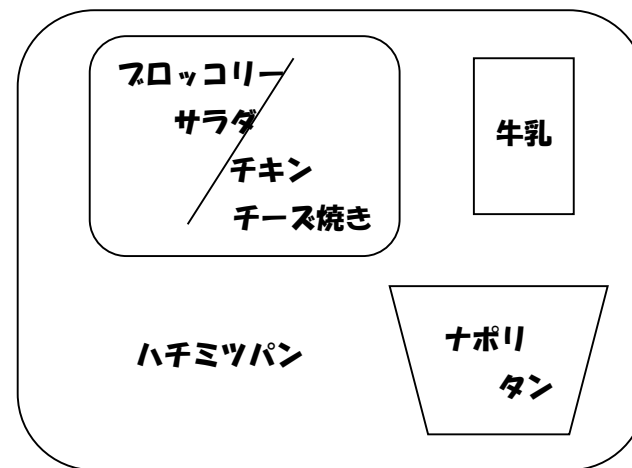 ブロッコリー
サラダ
チキン
チーズ焼き
牛乳
ハチミツパン
ナポリ
タン